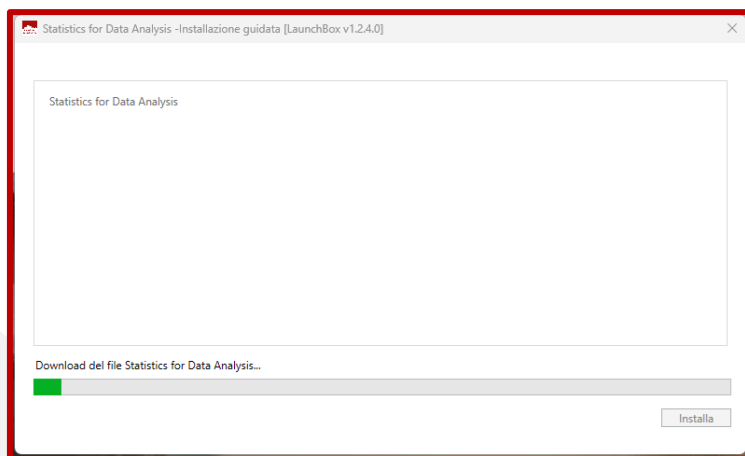 Statistics for Data Analysis -Installazione guidata [LaunchBox v1.2.4.0]
Statistics for Data Analysis
Download del file Statistics for Data Analysis...
Installa